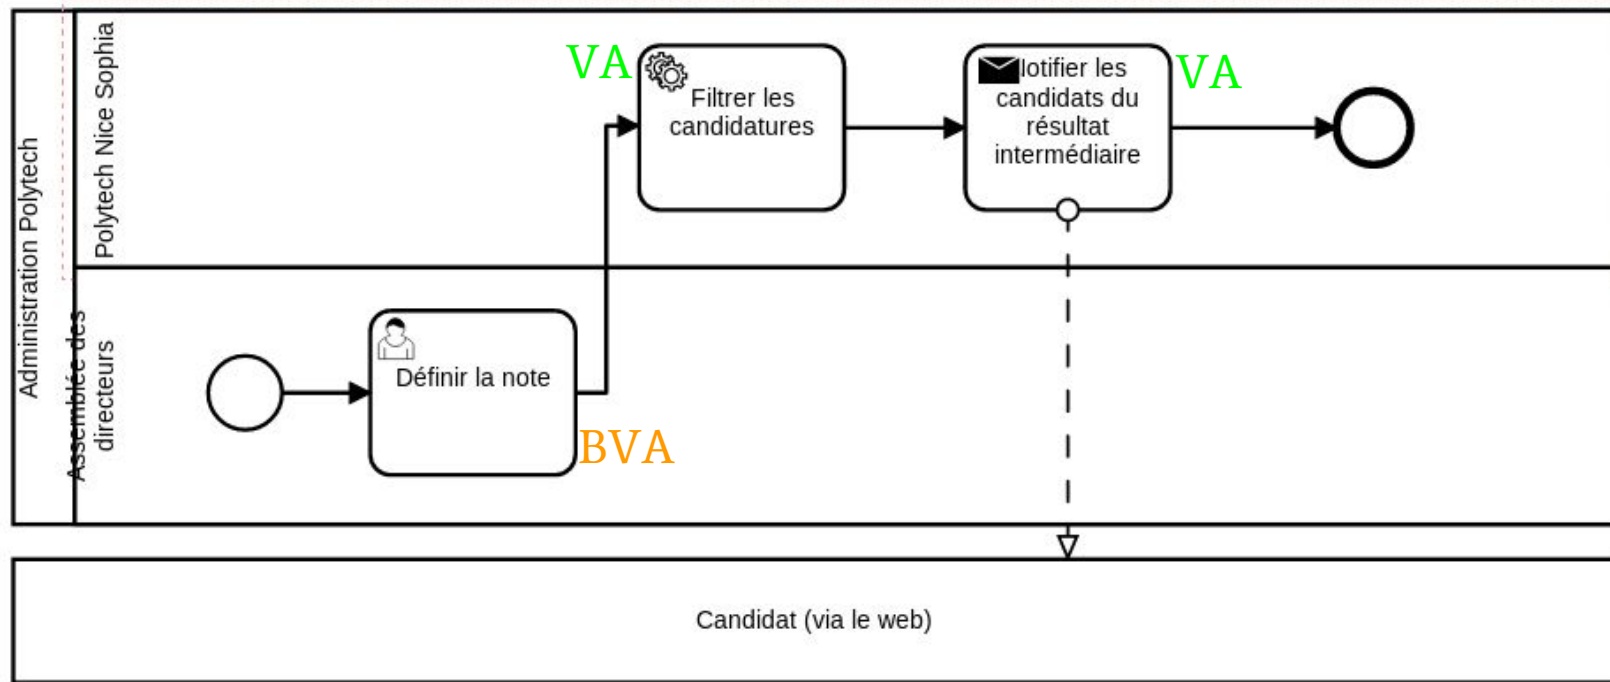 Administration Polytech
Polytech Nice Sophia
VA
Filtrer les
candidatures
lotifier les
candidats du
résultat
intermédiaire
VA
Assemblée des
directeurs
Définir la note
BVA
Candidat (via le web)